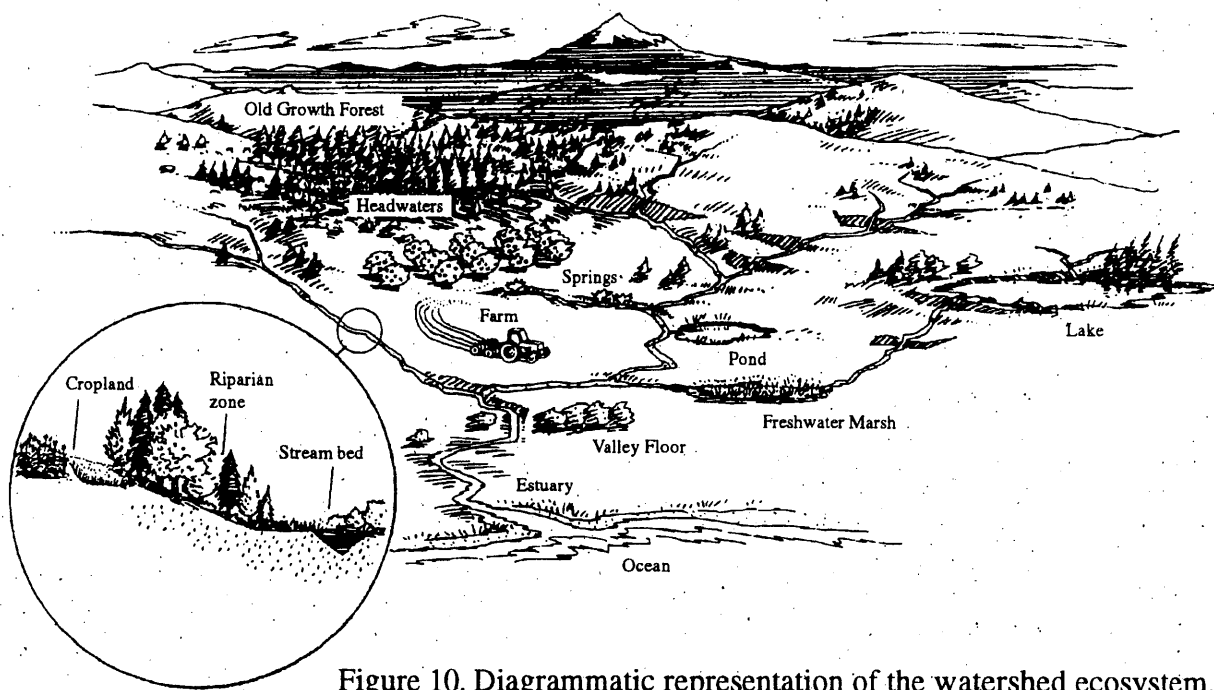 Old Growth Forest
Headwaters
Springs
Farm
Lake
Pond
Cropland
Riparian
zone
Freshwater Marsh
Valley Floor
Stream bed
Estuary
Ocean
Figure 10. Diagrammatic representation of the watershed ecosystem.